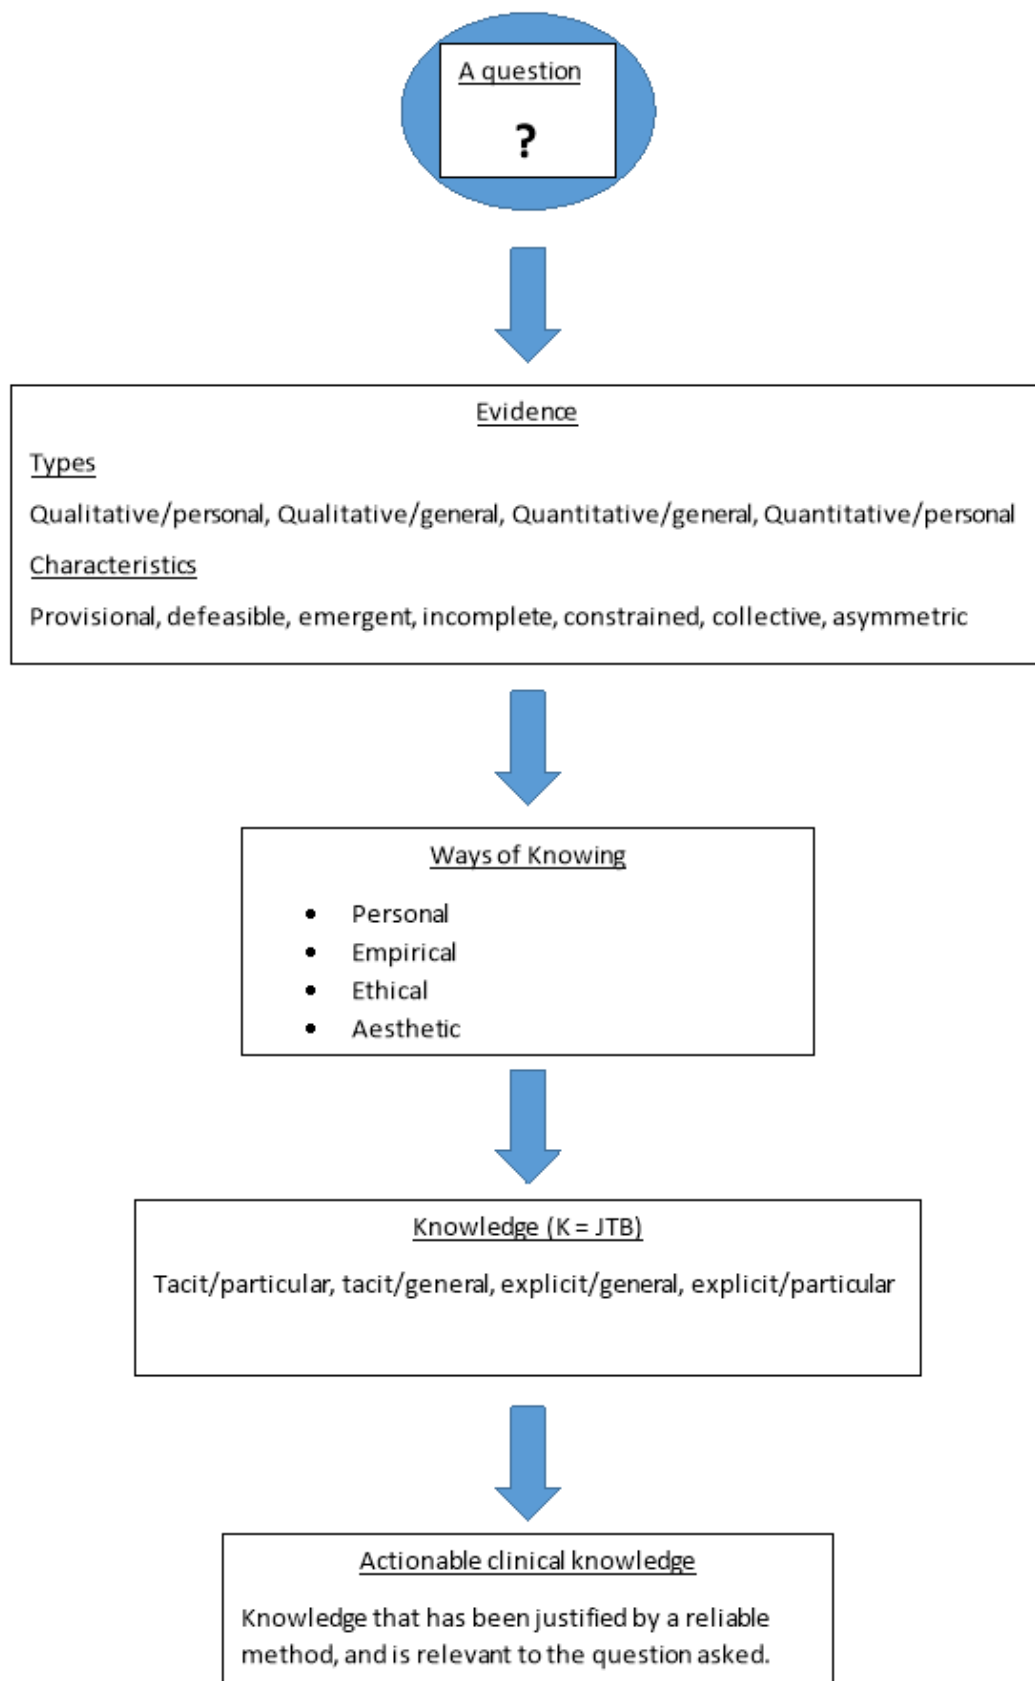 A question
?
Evidence
Types
Qualitative/personal, Qualitative/general, Quantitative/general, Quantitative/personal
Characteristics
Provisional, defeasible, emergent, incomplete, constrained, collective, asymmetric
Ways of Knowing
• Personal
• Empirical
• Ethical
• Aesthetic
Knowledge (K = JTB)
Tacit/particular, tacit/general, explicit/general, explicit/particular
Actionable clinical knowledge
Knowledge that has been justified by a reliable
method, and is relevant to the question asked.